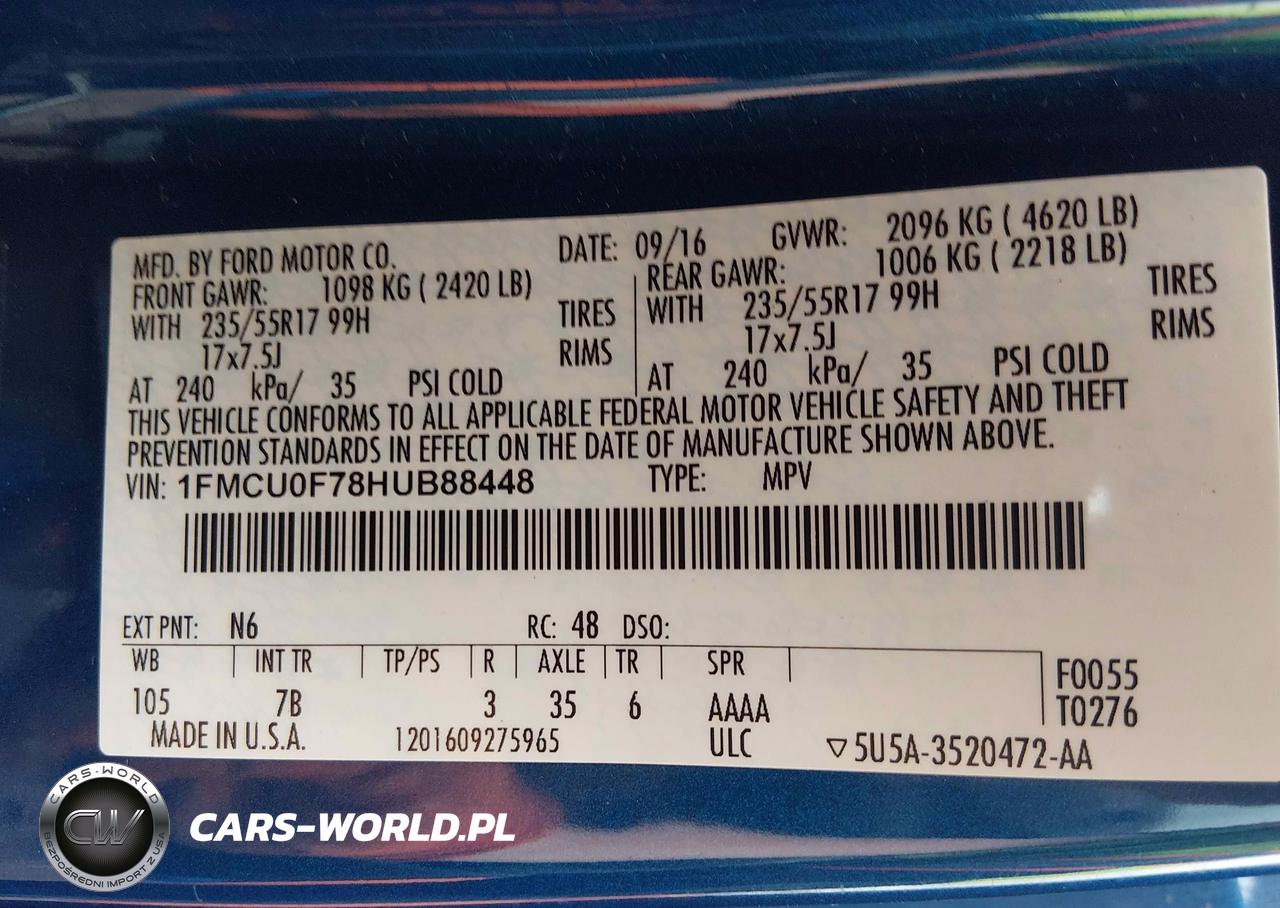 MFD. BY FORD MOTOR CO. DATE: 09/16 GVWR: 2096 KG ( 4620 LB)
FRONT GAWR: 1098 KG ( 2420 LB) REAR GAWR: 1006 KG ( 2218 LB)
WITH 235/55R17 99H TIRES WITH 235/55R17 99H TIRES
17x7.5J RIMS 17x7.5J RIMS
AT 240 kPa/ 35 PSI COLD AT 240 kPa/ 35 PSI COLD
THIS VEHICLE CONFORMS TO ALL APPLICABLE FEDERAL MOTOR VEHICLE SAFETY AND THEFT
PREVENTION STANDARDS IN EFFECT ON THE DATE OF MANUFACTURE SHOWN ABOVE.
VIN: 1FMCU0F78HUB88448 TYPE: MPV
EXT PNT: N6 RC: 48 DSO:
WB INT TR TP/PS R AXLE TR SPR F0055
105 7B 3 35 6 AAAA T0276
MADE IN U.S.A. 1201609275965 ULC ▽5U5A-3520472-AA
CARS-WORLD
CW
BEZPOŚREDNI IMPORT Z USA
CARS-WORLD.PL